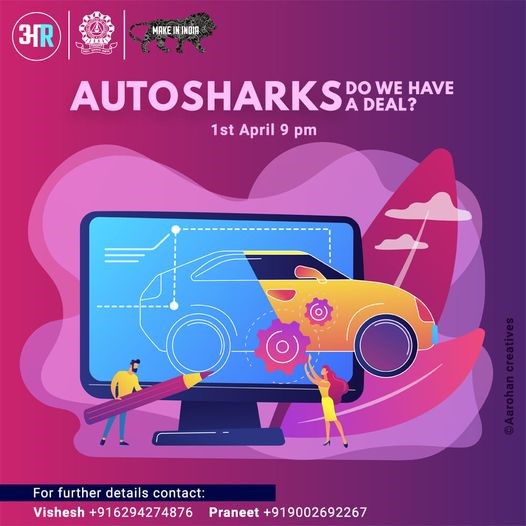 अR
MAKE IN INDIA
AUTOSHARKS DO WE HAVE
A DEAL?
1st April 9 pm
©Aarohan creatives
For further details contact:
Vishesh +916294274876 Praneet +919002692267